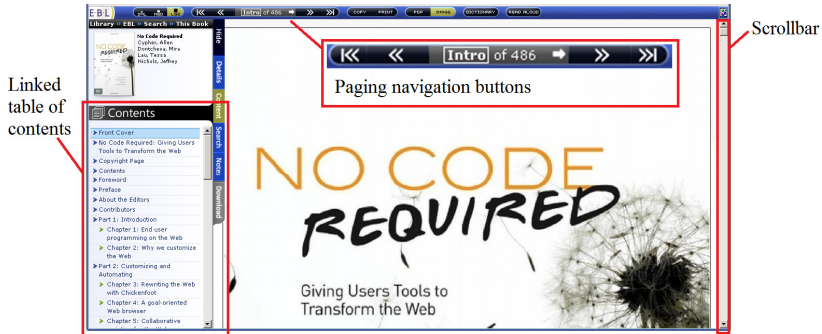 E·B·L
Intro of 486
COPY PRINT
PDF IMAGE
DICTIONARY
READ ALOUD
Library » EBL » Search » This Book
No Code Required
Cypher, Allen
Dontcheva, Mira
Lau, Tessa
Nichols, Jeffrey
NO CODE
REQUIRED
Hide
Details
Content
Search
Notes
Download
Linked
table of
contents
Contents
Front Cover
No Code Required: Giving Users
Tools to Transform the Web
Copyright Page
Contents
Foreword
Preface
About the Editors
Contributors
Part 1: Introduction
Chapter 1: End user
programming on the Web
Chapter 2: Why we customize
the Web
Part 2: Customizing and
Automating
Chapter 3: Rewriting the Web
with Chickenfoot
Chapter 4: A goal-oriented
Web browser
Chapter 5: Collaborative
Intro of 486
Paging navigation buttons
Scrollbar
NO CODE
REQUIRED
Giving Users Tools to
Transform the Web